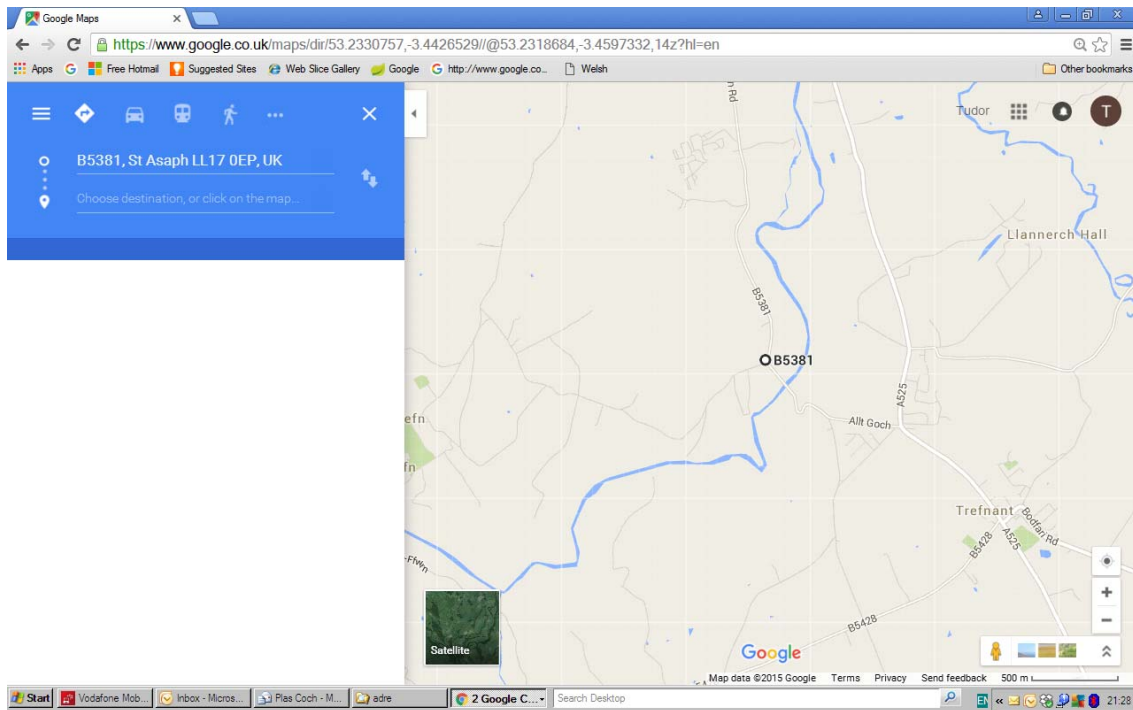 Google Maps
https://www.google.co.uk/maps/dir/53.2330757,-3.4426529//@53.2318684,-3.4597332,14z?hl=en
Apps
Free Hotmail
Suggested Sites
Web Slice Gallery
Google
http://www.google.co...
Welsh
Other bookmarks
B5381, St Asaph LL17 0EP, UK
Choose destination, or click on the map...
Tudor
T
n Rd
Llannerch Hall
B5381
B5381
A525
Allt Goch
efn
fn
Trefnant
Bodfari Rd
A525
B5428
-Ffwn
B5428
Satellite
Google
Map data ©2015 Google Terms Privacy Send feedback 500 m
Start
Vodafone Mob...
Inbox - Micros...
Plas Coch - M...
adre
2 Google C...
Search Desktop
EN
21:28